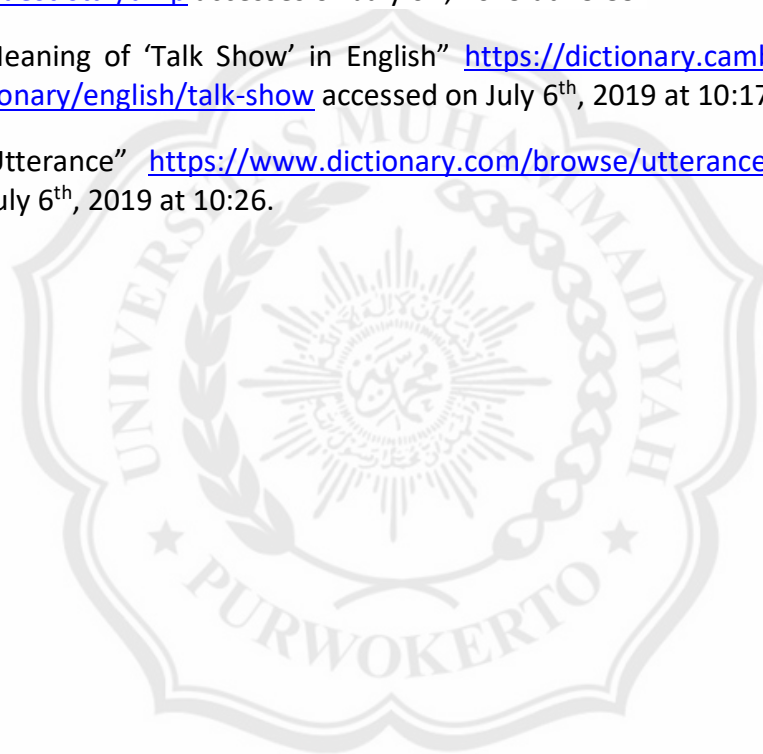 Meaning of ‘Talk Show’ in English” https://dictionary.camb
onary/english/talk-show accessed on July 6th, 2019 at 10:17
Utterance” https://www.dictionary.com/browse/utterance
uly 6th, 2019 at 10:26.
UNIVERSITAS MUHAMMADIYAH
PURWOKERTO